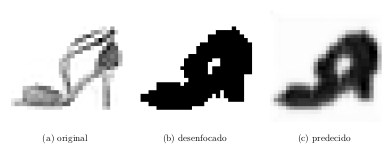 (a) original
(b) desenfocado
(c) predecido